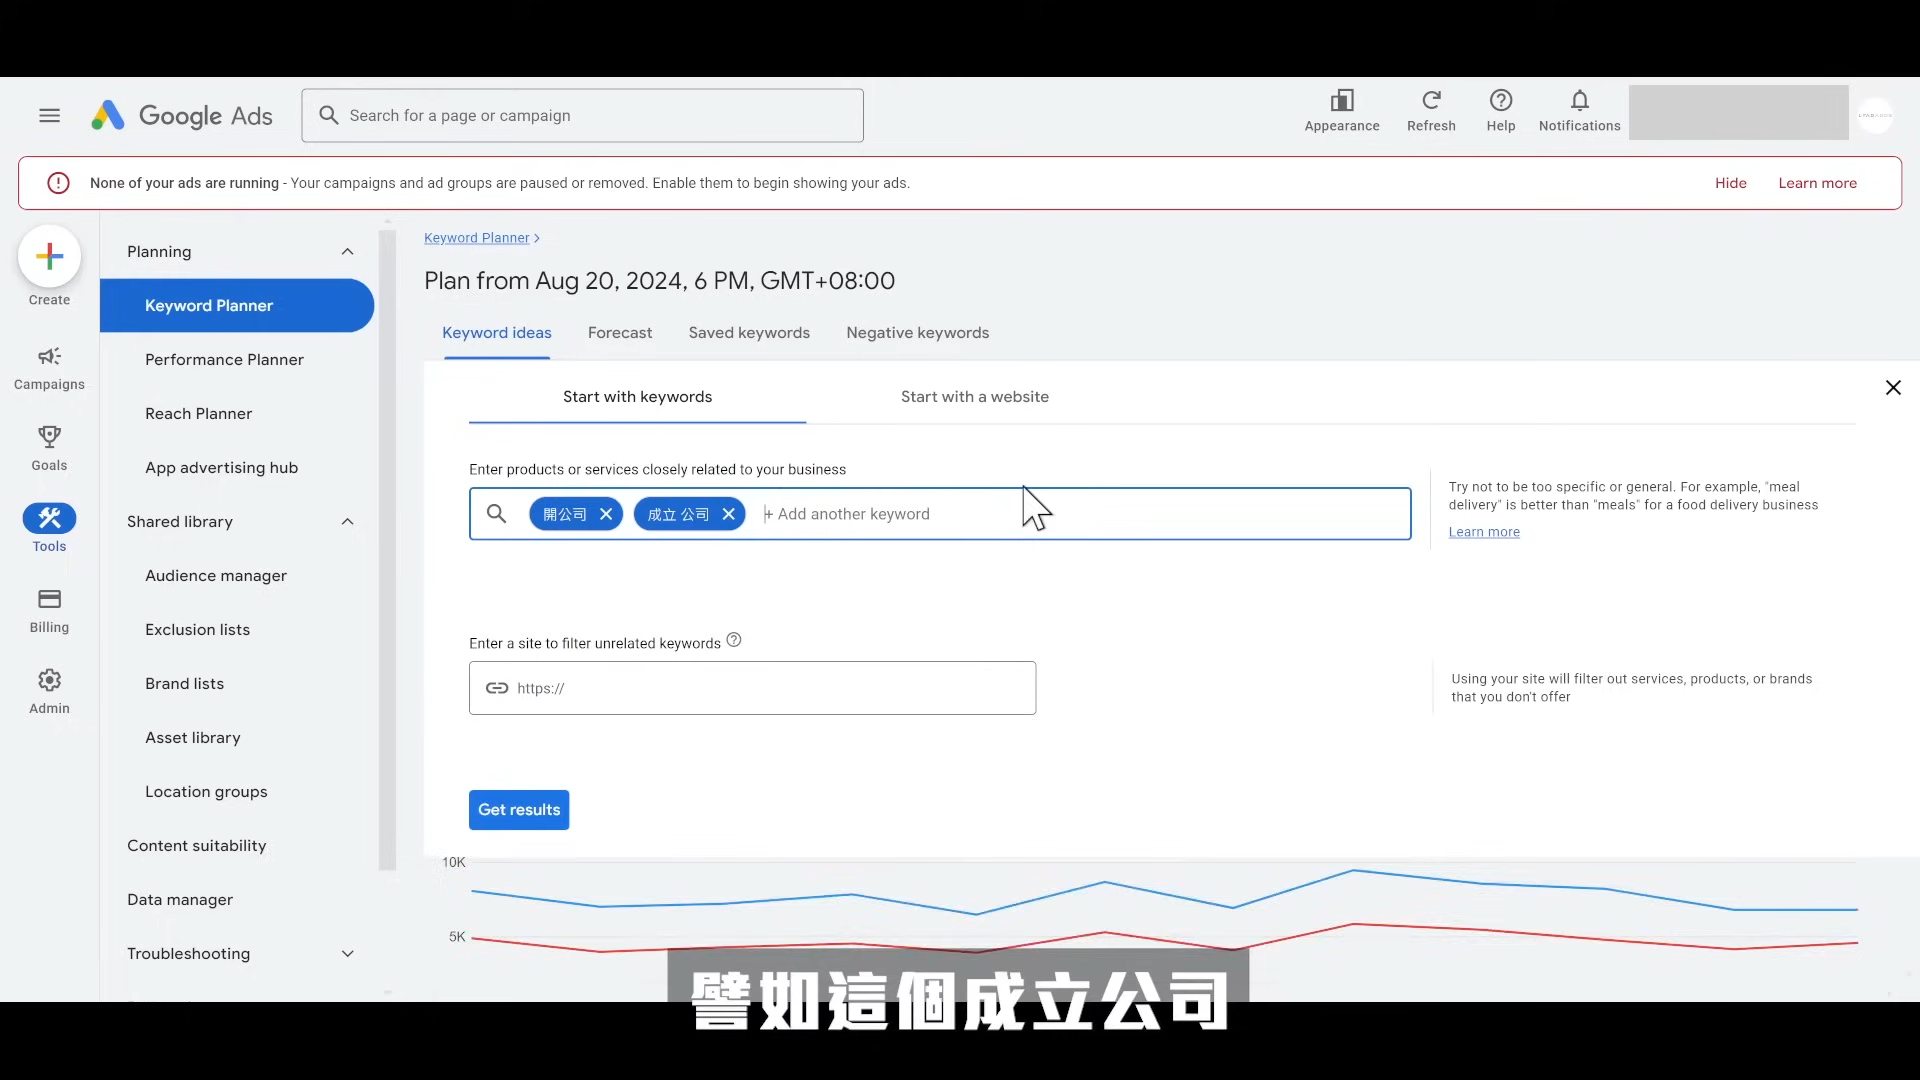 Google Ads
Search for a page or campaign
Appearance
Refresh
Help
Notifications
None of your ads are running - Your campaigns and ad groups are paused or removed. Enable them to begin showing your ads.
Hide
Learn more
Create
Campaigns
Goals
Tools
Billing
Admin
Planning
Keyword Planner
Performance Planner
Reach Planner
App advertising hub
Shared library
Audience manager
Exclusion lists
Brand lists
Asset library
Location groups
Content suitability
Data manager
Troubleshooting
Keyword Planner >
Plan from Aug 20, 2024, 6 PM, GMT+08:00
Keyword ideas
Forecast
Saved keywords
Negative keywords
Start with keywords
Start with a website
Enter products or services closely related to your business
開公司
成立 公司
+ Add another keyword
Try not to be too specific or general. For example, "meal
delivery" is better than "meals" for a food delivery business
Learn more
Enter a site to filter unrelated keywords
https://
Using your site will filter out services, products, or brands
that you don't offer
Get results
10K
5K
譬如這個成立公司